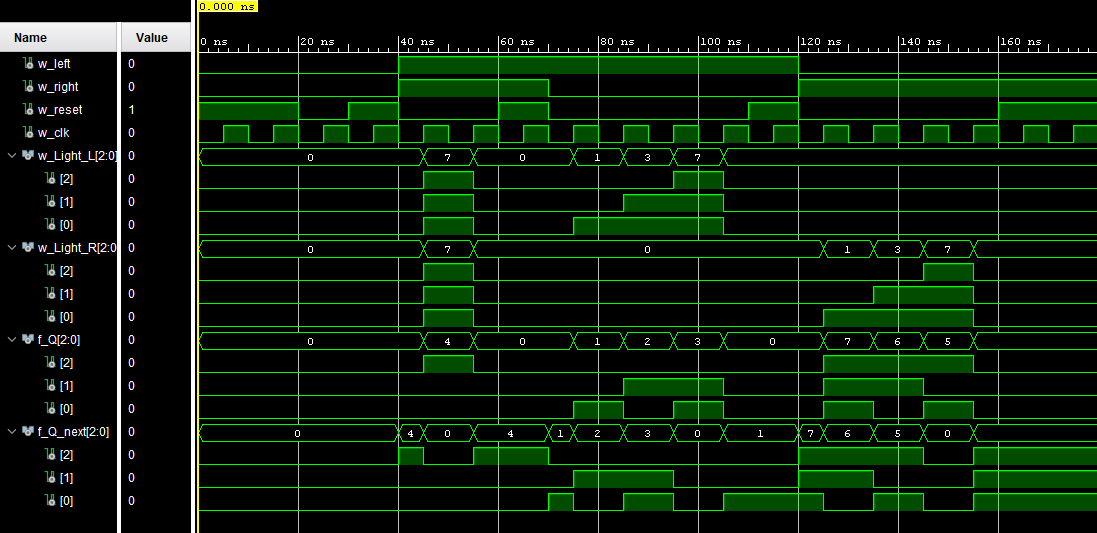 0.000 ns
Name Value 0 ns 20 ns 40 ns 60 ns 80 ns 100 ns 120 ns 140 ns 160 ns
w_left 0
w_right 0
w_reset 1
w_clk 0
w_Light_L[2:0] 0 0 7 0 1 3 7 0
[2] 0
[1] 0
[0] 0
w_Light_R[2:0 0 0 7 0 1 3 7
[2] 0
[1] 0
[0] 0
f_Q[2:0] 0 0 4 0 1 2 3 0 7 6 5
[2] 0
[1] 0
[0] 0
f_Q_next[2:0] 0 0 4 0 4 1 2 3 0 1 7 6 5 0
[2] 0
[1] 0
[0] 0